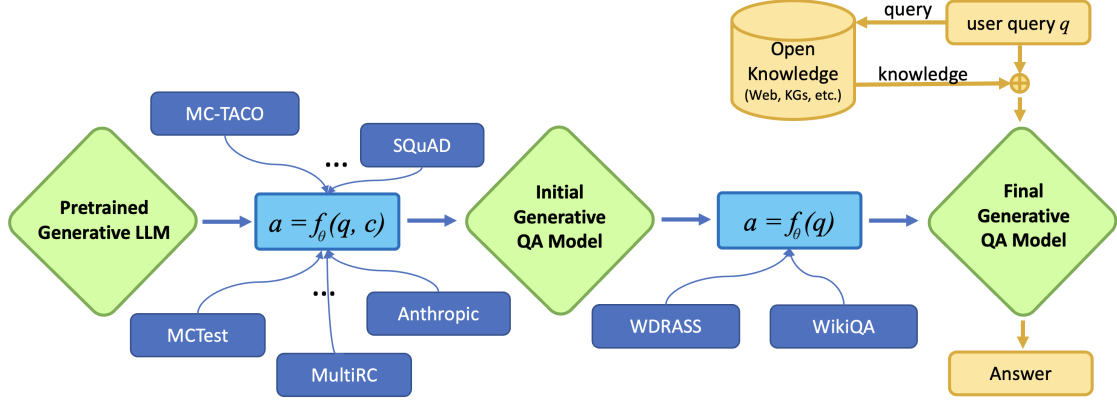 query
user query q
Open
Knowledge
(Web, KGs, etc.)
knowledge
MC-TACO
...
SQuAD
Pretrained
Generative LLM
a = fθ(q, c)
Initial
Generative
QA Model
a = fθ(q)
Final
Generative
QA Model
...
MCTest
Anthropic
MultiRC
WDRASS
WikiQA
Answer